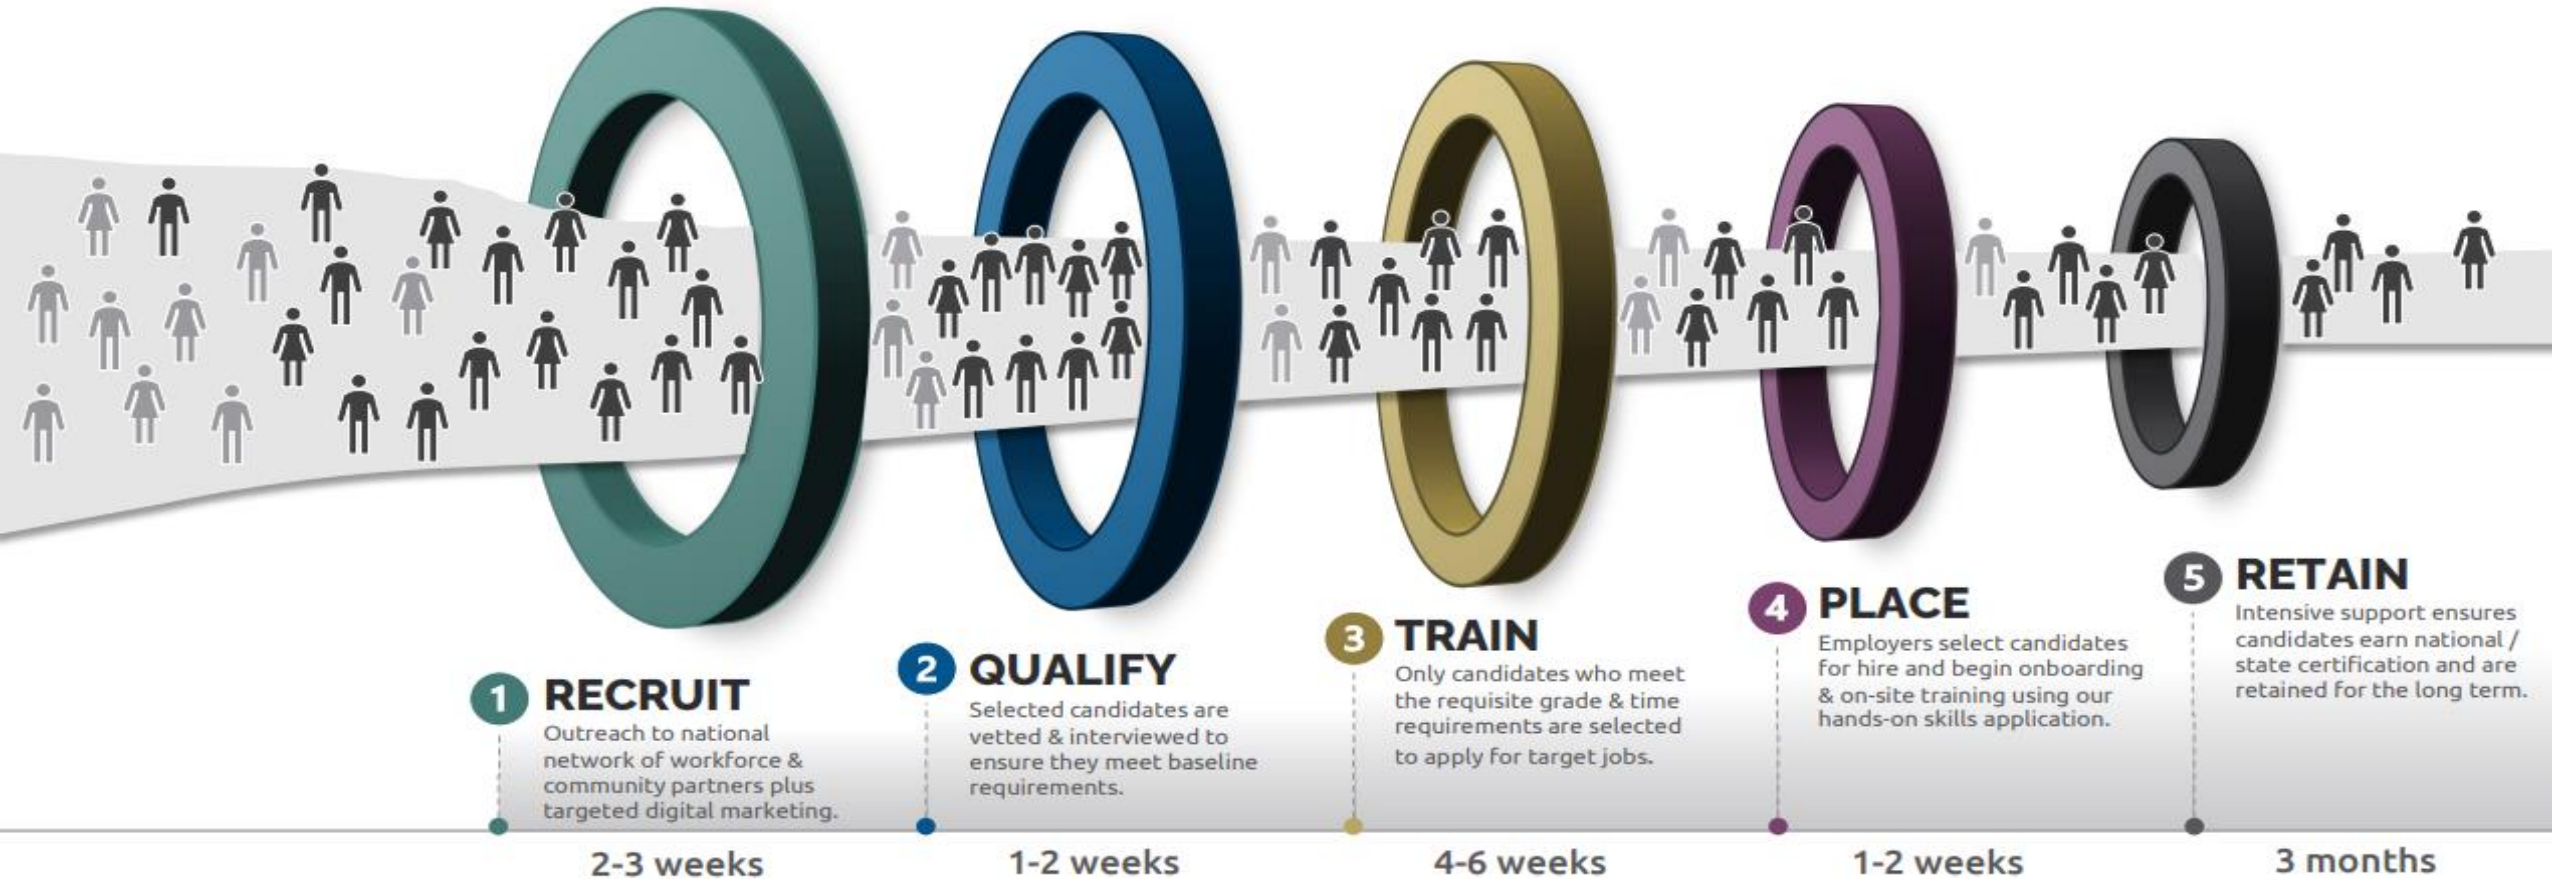 1 RECRUIT
Outreach to national
network of workforce &
community partners plus
targeted digital marketing.
2-3 weeks
2 QUALIFY
Selected candidates are
vetted & interviewed to
ensure they meet baseline
requirements.
1-2 weeks
3 TRAIN
Only candidates who meet
the requisite grade & time
requirements are selected
to apply for target jobs.
4-6 weeks
4 PLACE
Employers select candidates
for hire and begin onboarding
& on-site training using our
hands-on skills application.
1-2 weeks
5 RETAIN
Intensive support ensures
candidates earn national /
state certification and are
retained for the long term.
3 months